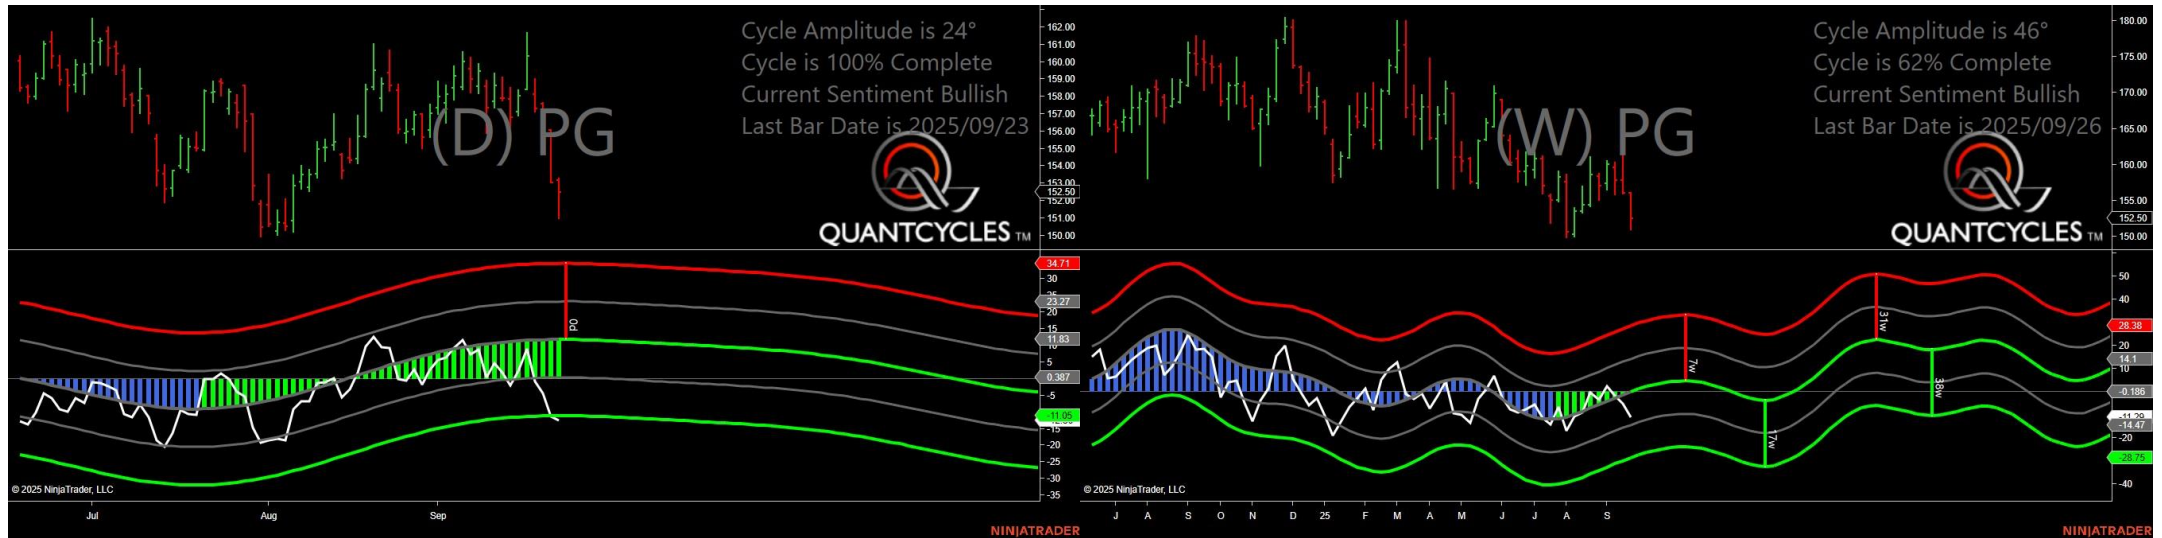 Cycle Amplitude is 24°
Cycle is 100% Complete
Current Sentiment Bullish
Last Bar Date is 2025/09/23
(D) PG
QUANTCYCLES TM
162.00
161.00
160.00
159.00
158.00
157.00
156.00
155.00
154.00
153.00
152.50
152.00
151.00
150.00
34.71
30
23.27
20
15
11.83
5
0.387
-5
-11.05
-15
-20
-25
-30
-35
0d
© 2025 NinjaTrader, LLC
Jul
Aug
Sep
NINJATRADER
Cycle Amplitude is 46°
Cycle is 62% Complete
Current Sentiment Bullish
Last Bar Date is 2025/09/26
(W) PG
QUANTCYCLES TM
180.00
175.00
170.00
165.00
160.00
155.00
152.50
150.00
50
40
28.38
20
14.1
10
-0.186
-11.29
-14.47
-20
-28.75
-40
7w
17w
31w
38w
© 2025 NinjaTrader, LLC
J A S O N D 25 F M A M J J A S
NINJATRADER